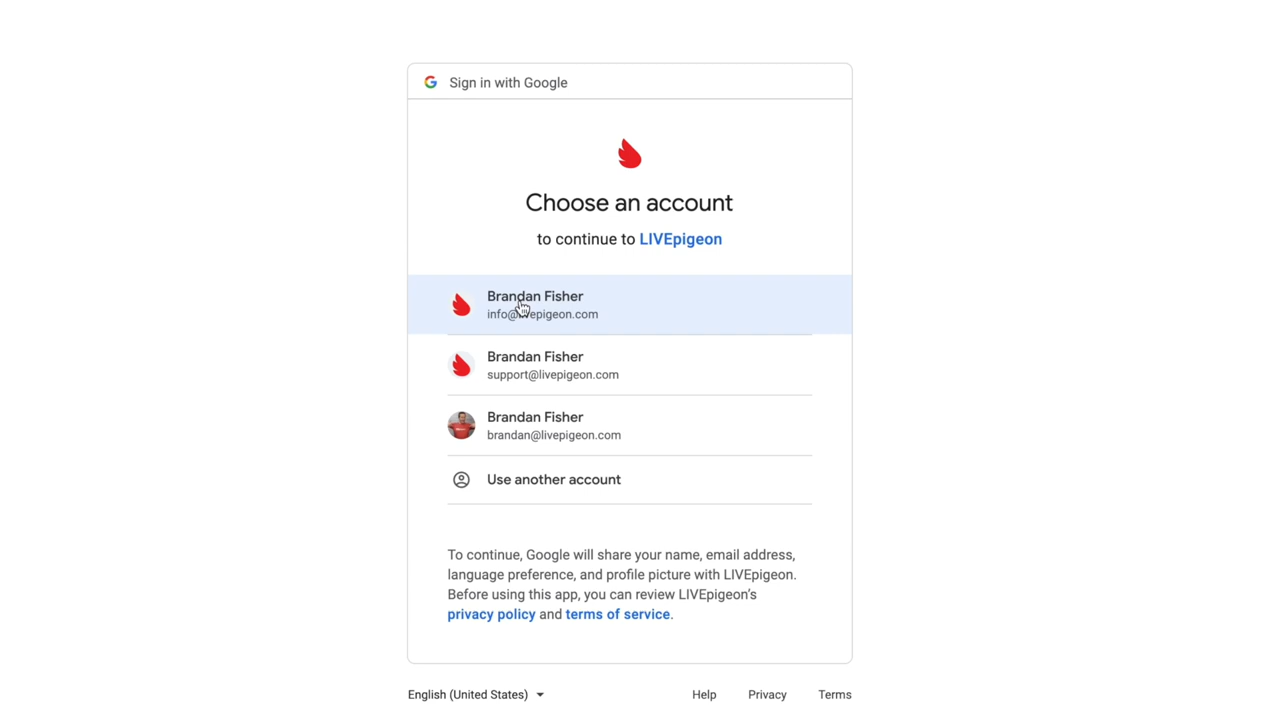 Sign in with Google
Choose an account
to continue to LIVEpigeon
Brandan Fisher
info@livepigeon.com
Brandan Fisher
support@livepigeon.com
Brandan Fisher
brandan@livepigeon.com
Use another account
To continue, Google will share your name, email address,
language preference, and profile picture with LIVEpigeon.
Before using this app, you can review LIVEpigeon’s
privacy policy and terms of service.
English (United States) Help Privacy Terms